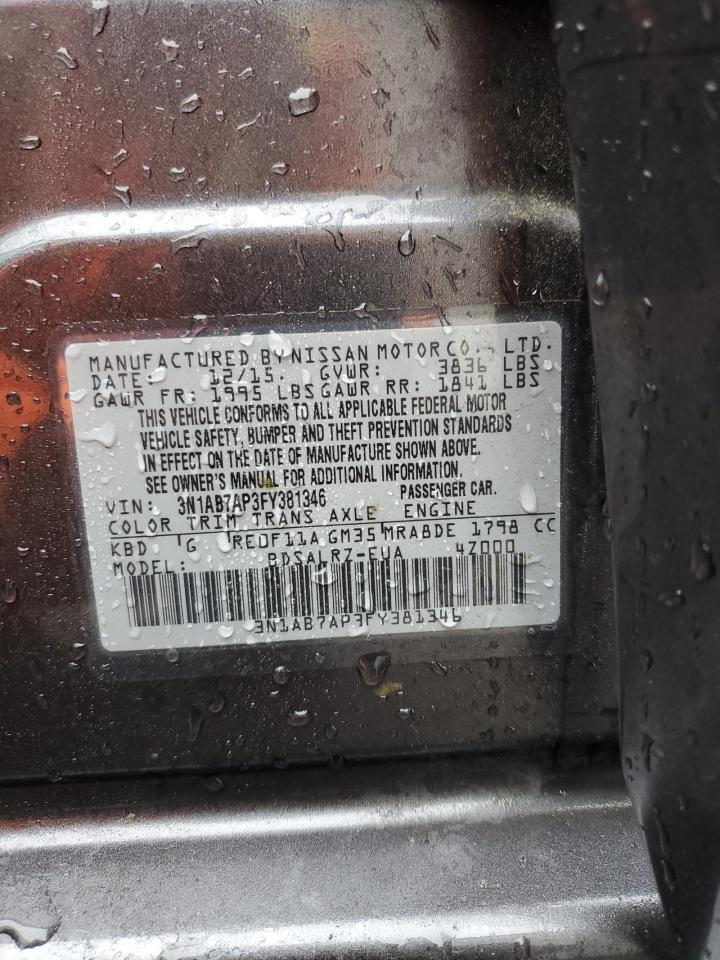 MANUFACTURED BY NISSAN MOTOR CO., LTD.
DATE: 12/15. GVWR: 3836 LBS
GAWR FR: 1995 LBS GAWR RR: 1841 LBS
THIS VEHICLE CONFORMS TO ALL APPLICABLE FEDERAL MOTOR
VEHICLE SAFETY, BUMPER AND THEFT PREVENTION STANDARDS
IN EFFECT ON THE DATE OF MANUFACTURE SHOWN ABOVE.
SEE OWNER'S MANUAL FOR ADDITIONAL INFORMATION.
VIN: 3N1AB7AP3FY381346 PASSENGER CAR.
COLOR TRIM TRANS AXLE ENGINE
KBD G RE0F11A GM35 MRA8DE 1798 CC
MODEL: BDSALRZ-EUA 4Z000
3N1AB7AP3FY381346